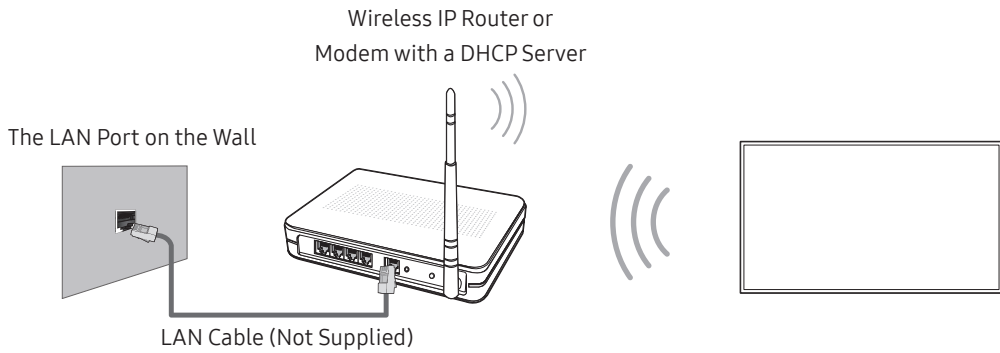 Wireless IP Router or
Modem with a DHCP Server
The LAN Port on the Wall
LAN Cable (Not Supplied)